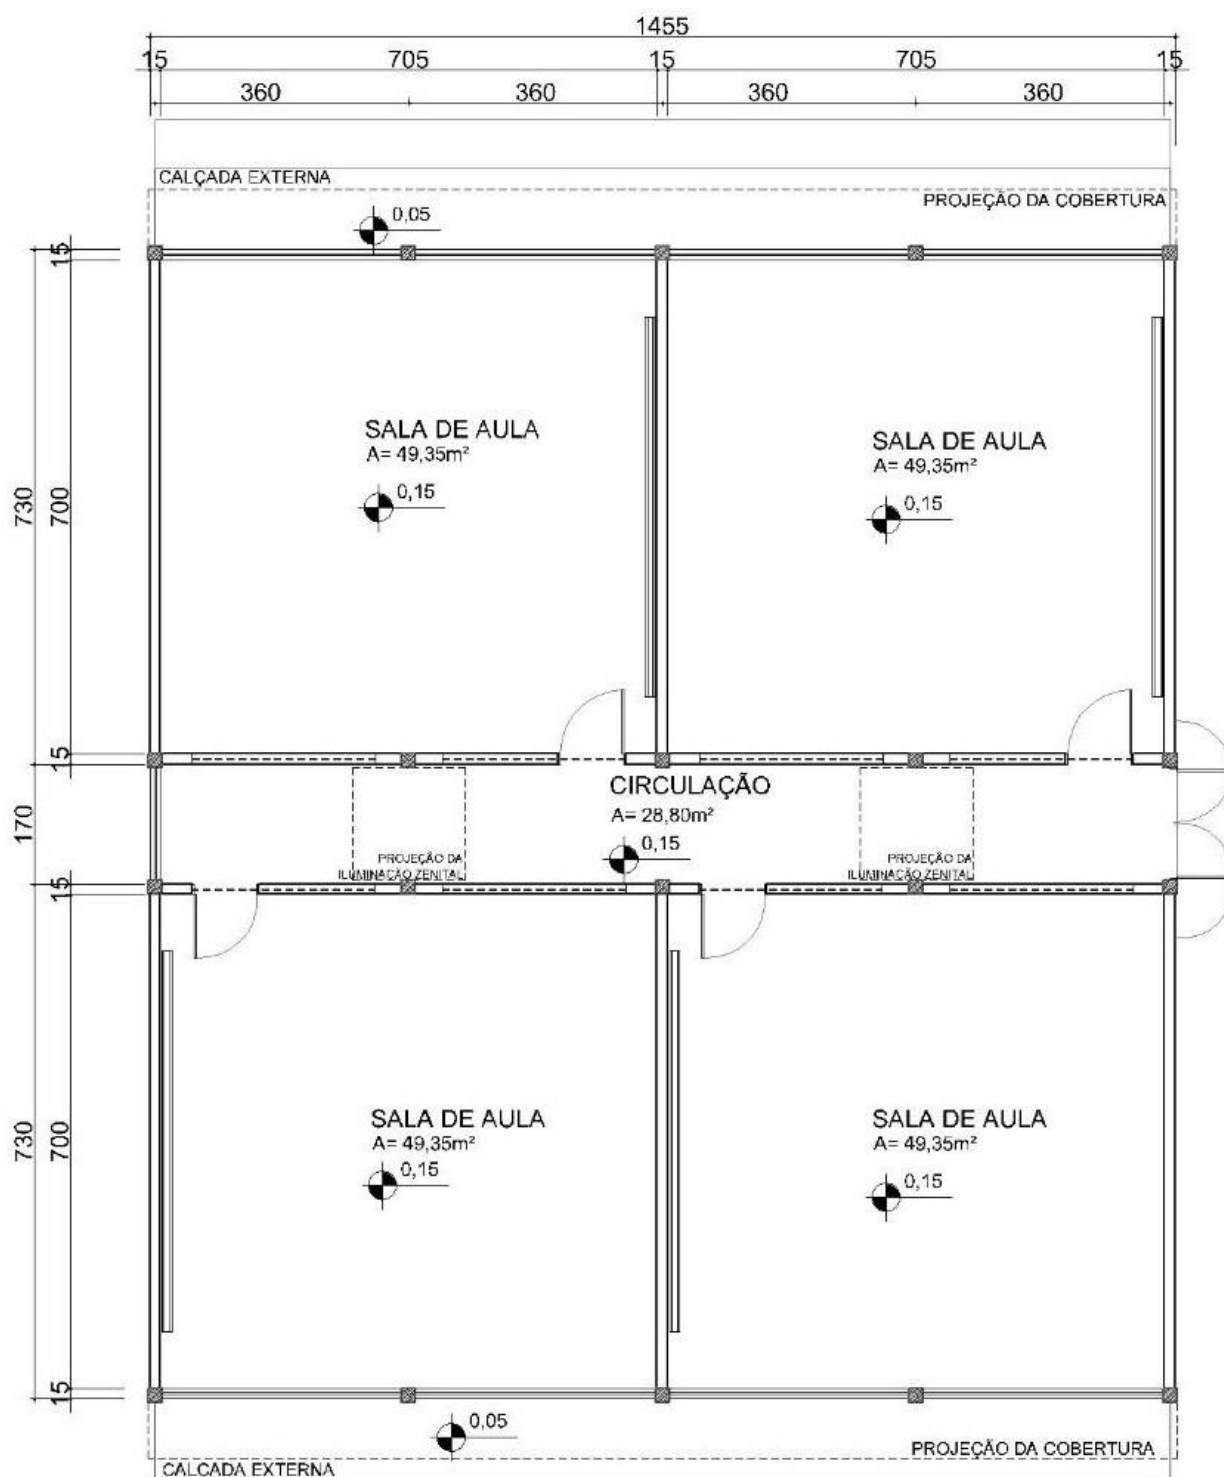 1455
15 705 15 705 15
360 360 360 360
CALÇADA EXTERNA
PROJEÇÃO DA COBERTURA
0,05
15
SALA DE AULA
A= 49,35m²
0,15
SALA DE AULA
A= 49,35m²
0,15
730
700
15
CIRCULAÇÃO
A= 28,80m²
0,15
170
PROJEÇÃO DA
ILUMINAÇÃO ZENITAL
PROJEÇÃO DA
ILUMINAÇÃO ZENITAL
15
SALA DE AULA
A= 49,35m²
0,15
SALA DE AULA
A= 49,35m²
0,15
730
700
15
0,05
PROJEÇÃO DA COBERTURA
CALÇADA EXTERNA